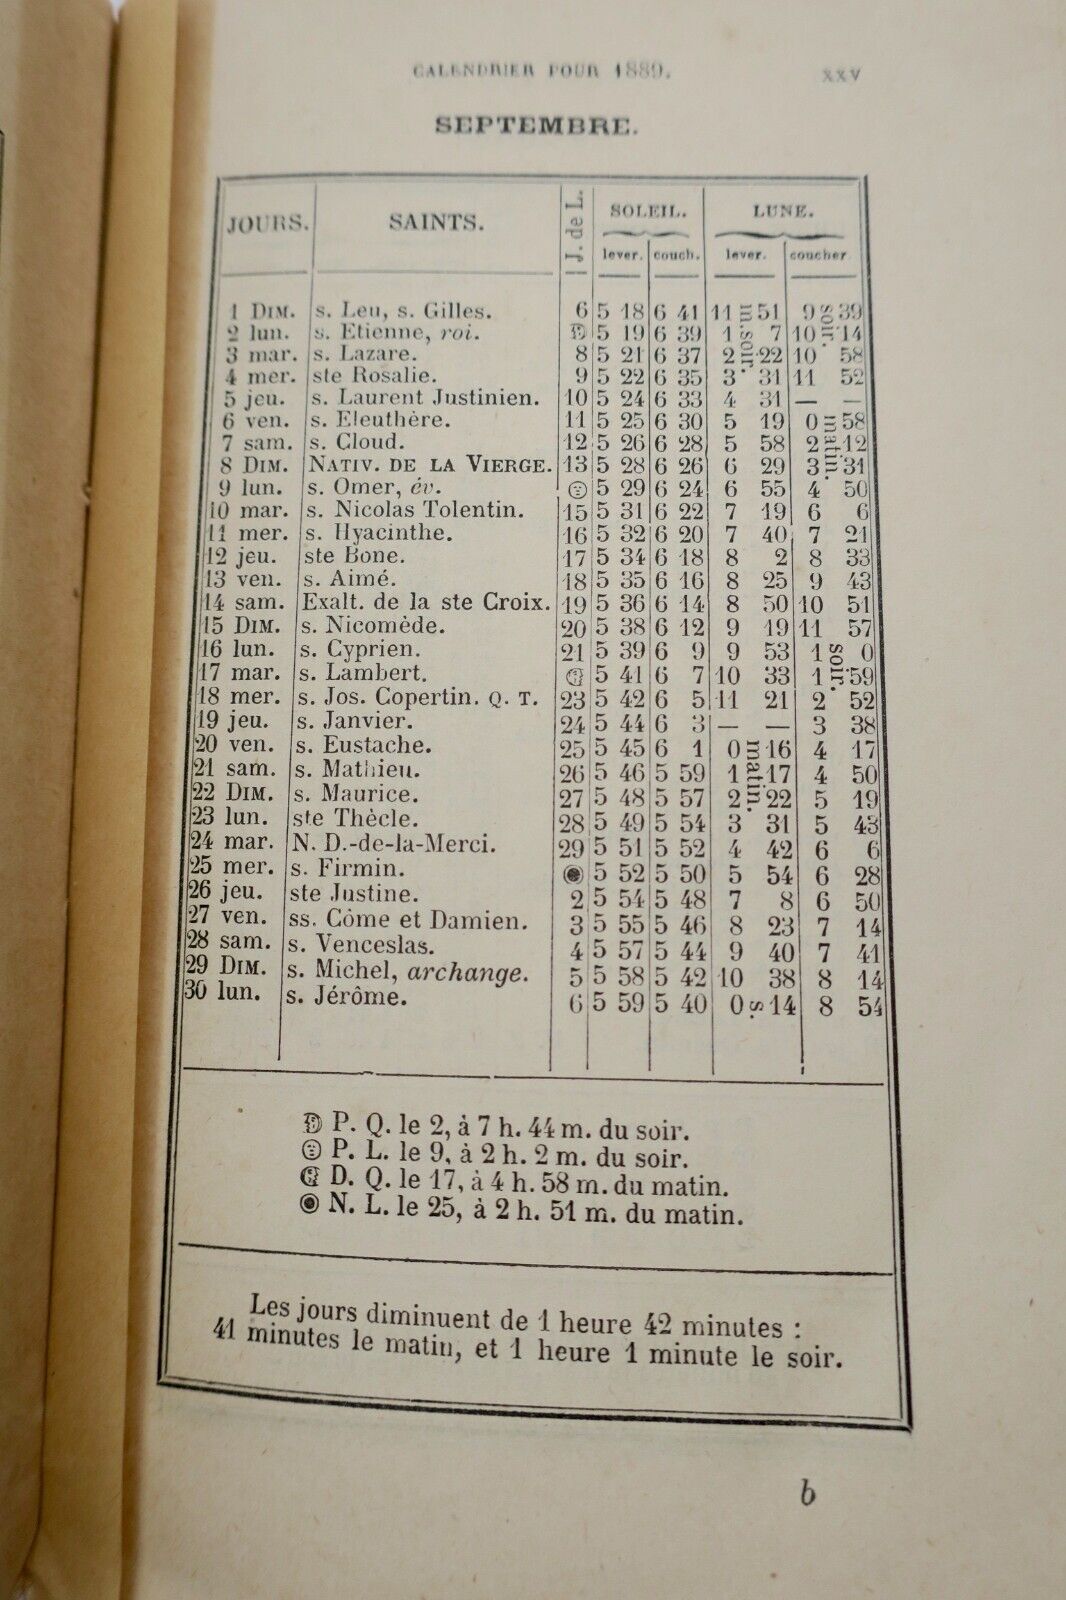 CALENDRIER POUR 1889. XXV
SEPTEMBRE.
JOURS. SAINTS. J. de L. SOLEIL. LUNE.
lever. couch. lever. coucher
1 DIM. s. Leu, s. Gilles. 6 5 18 6 41 11 m. 51 9 soir. 39
2 lun. s. Etienne, roi. 5 19 6 39 1 soir. 7 10 14
3 mar. s. Lazare. 8 5 21 6 37 2 22 10 58
4 mer. ste Rosalie. 9 5 22 6 35 3 31 11 52
5 jeu. s. Laurent Justinien. 10 5 24 6 33 4 31 — —
6 ven. s. Eleuthère. 11 5 25 6 30 5 19 0 matin. 58
7 sam. s. Cloud. 12 5 26 6 28 5 58 2 12
8 DIM. NATIV. DE LA VIERGE. 13 5 28 6 26 6 29 3 31
9 lun. s. Omer, év. 5 29 6 24 6 55 4 50
10 mar. s. Nicolas Tolentin. 15 5 31 6 22 7 19 6 6
11 mer. s. Hyacinthe. 16 5 32 6 20 7 40 7 21
12 jeu. ste Bone. 17 5 34 6 18 8 2 8 33
13 ven. s. Aimé. 18 5 35 6 16 8 25 9 43
14 sam. Exalt. de la ste Croix. 19 5 36 6 14 8 50 10 51
15 DIM. s. Nicomède. 20 5 38 6 12 9 19 11 57
16 lun. s. Cyprien. 21 5 39 6 9 9 53 1 soir. 0
17 mar. s. Lambert. 5 41 6 7 10 33 1 59
18 mer. s. Jos. Copertin. Q. T. 23 5 42 6 5 11 21 2 52
19 jeu. s. Janvier. 24 5 44 6 3 — — 3 38
20 ven. s. Eustache. 25 5 45 6 1 0 matin. 16 4 17
21 sam. s. Mathieu. 26 5 46 5 59 1 17 4 50
22 DIM. s. Maurice. 27 5 48 5 57 2 22 5 19
23 lun. ste Thècle. 28 5 49 5 54 3 31 5 43
24 mar. N. D.-de-la-Merci. 29 5 51 5 52 4 42 6 6
25 mer. s. Firmin. 5 52 5 50 5 54 6 28
26 jeu. ste Justine. 2 5 54 5 48 7 8 6 50
27 ven. ss. Côme et Damien. 3 5 55 5 46 8 23 7 14
28 sam. s. Venceslas. 4 5 57 5 44 9 40 7 41
29 DIM. s. Michel, archange. 5 5 58 5 42 10 38 8 14
30 lun. s. Jérôme. 6 5 59 5 40 0 s. 14 8 54
P. Q. le 2, à 7 h. 44 m. du soir.
P. L. le 9, à 2 h. 2 m. du soir.
D. Q. le 17, à 4 h. 58 m. du matin.
N. L. le 25, à 2 h. 51 m. du matin.
Les jours diminuent de 1 heure 42 minutes :
41 minutes le matin, et 1 heure 1 minute le soir.
b